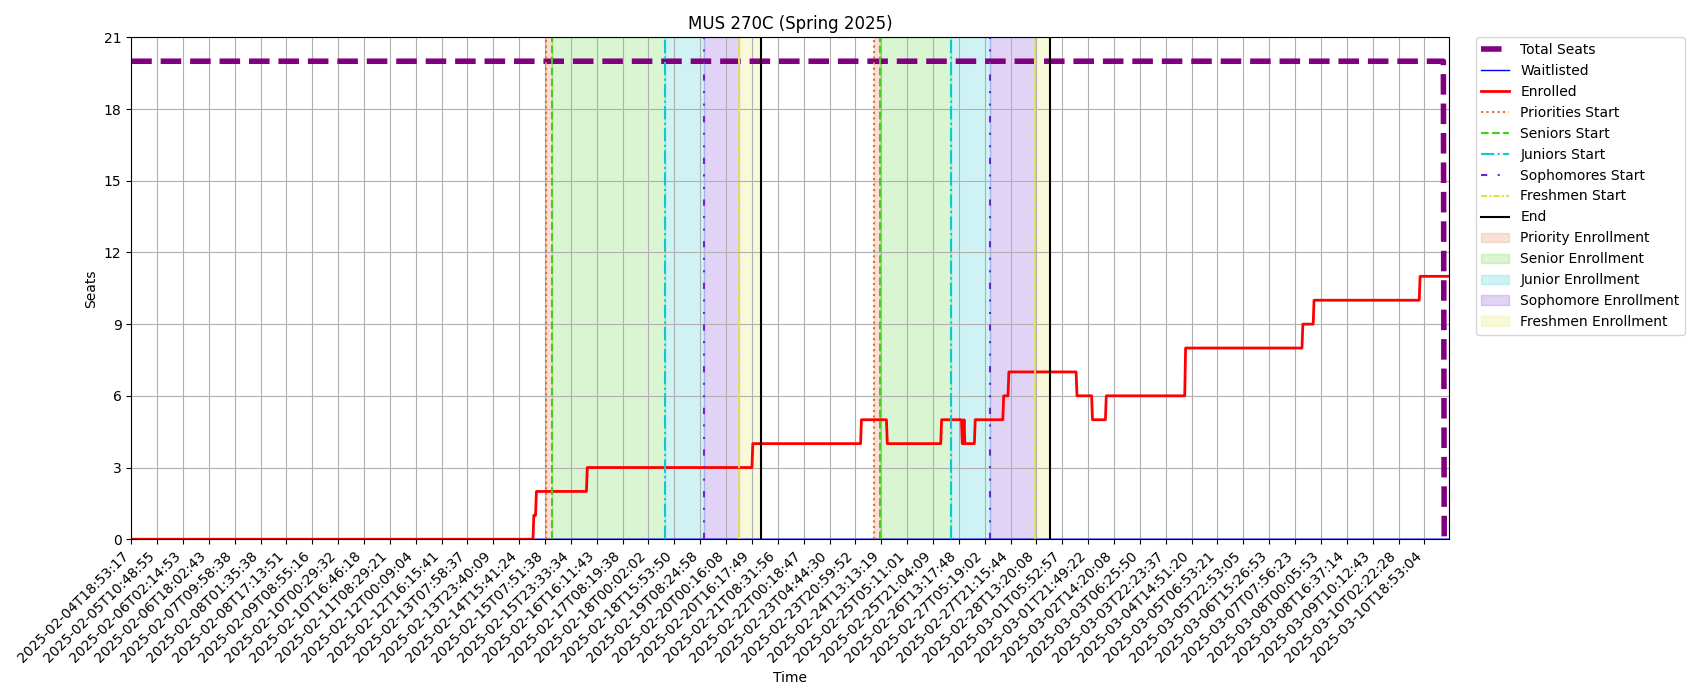 MUS 270C (Spring 2025)
21
18
15
12
9
6
3
0
Seats
2025-02-04T18:53:17
2025-02-05T10:48:55
2025-02-06T02:14:53
2025-02-06T18:02:43
2025-02-07T09:58:38
2025-02-08T01:35:38
2025-02-08T17:13:51
2025-02-09T08:55:16
2025-02-10T00:29:32
2025-02-10T16:46:18
2025-02-11T08:29:21
2025-02-12T00:09:04
2025-02-12T16:15:41
2025-02-13T07:58:37
2025-02-13T23:40:09
2025-02-14T15:41:24
2025-02-15T07:51:38
2025-02-15T23:33:34
2025-02-16T16:11:43
2025-02-17T08:19:38
2025-02-18T00:02:02
2025-02-18T15:53:50
2025-02-19T08:24:58
2025-02-20T00:16:08
2025-02-20T16:17:49
2025-02-21T08:31:56
2025-02-22T00:18:47
2025-02-23T04:44:30
2025-02-23T20:59:52
2025-02-24T13:13:19
2025-02-25T05:11:01
2025-02-25T21:04:09
2025-02-26T13:17:48
2025-02-27T05:19:02
2025-02-27T21:15:44
2025-02-28T13:20:08
2025-03-01T05:52:57
2025-03-01T21:49:22
2025-03-02T14:20:08
2025-03-03T06:25:50
2025-03-03T22:23:37
2025-03-04T14:51:20
2025-03-05T06:53:21
2025-03-05T22:53:05
2025-03-06T15:26:53
2025-03-07T07:56:23
2025-03-08T00:05:53
2025-03-08T16:37:14
2025-03-09T10:12:43
2025-03-10T02:22:28
2025-03-10T18:53:04
Time
Total Seats
Waitlisted
Enrolled
Priorities Start
Seniors Start
Juniors Start
Sophomores Start
Freshmen Start
End
Priority Enrollment
Senior Enrollment
Junior Enrollment
Sophomore Enrollment
Freshmen Enrollment